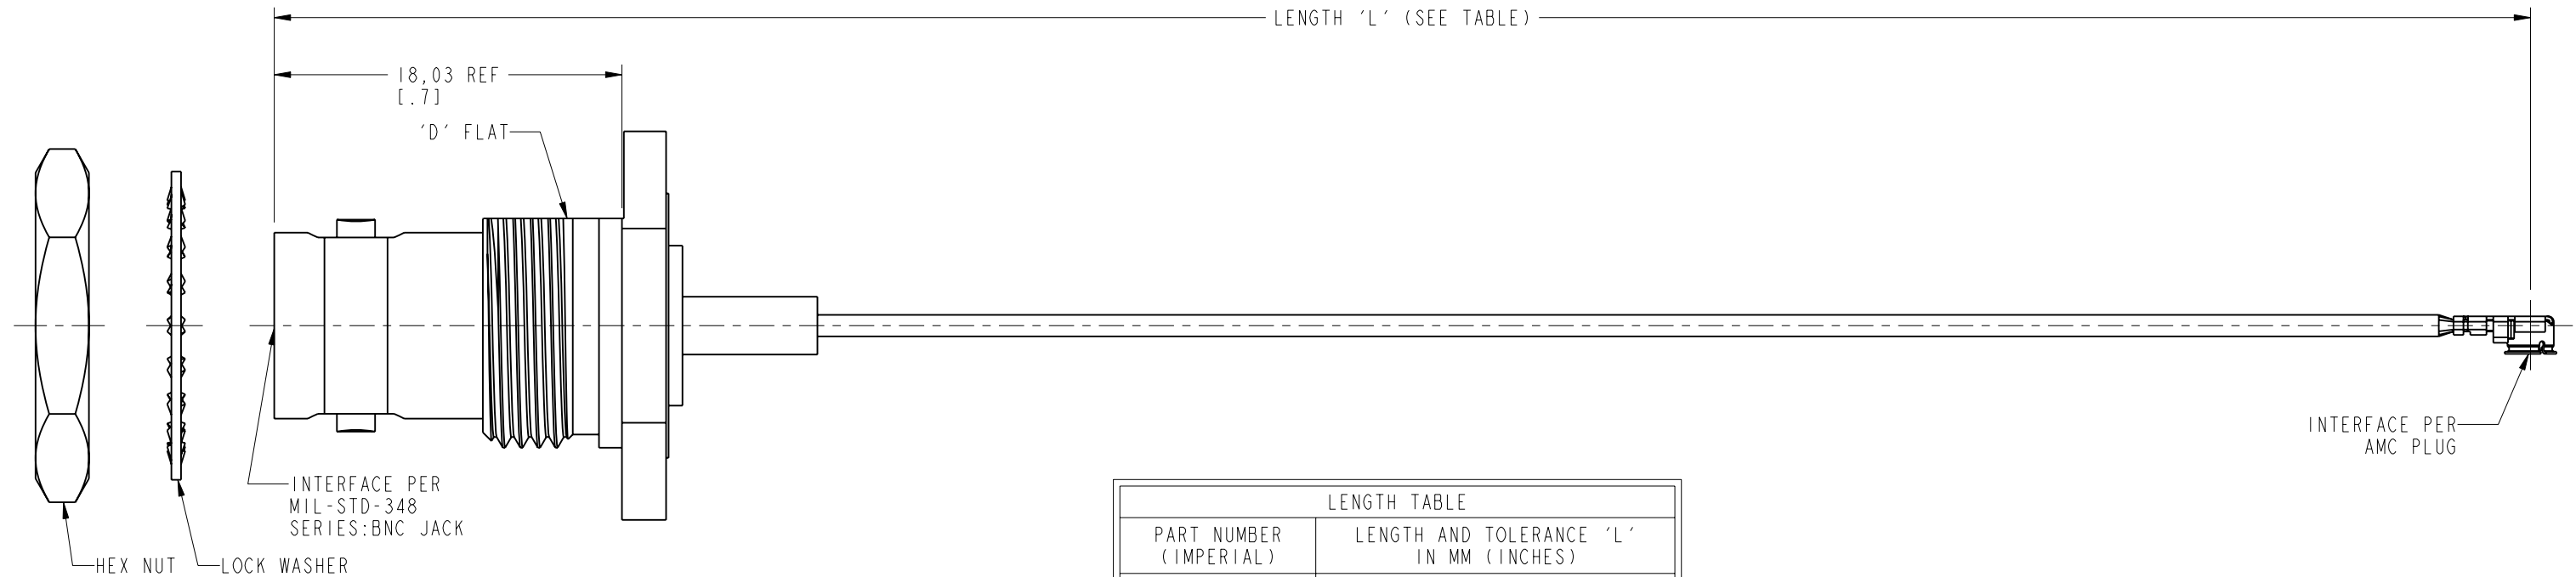 LENGTH 'L' (SEE TABLE)
18,03 REF
[.7]
'D' FLAT
INTERFACE PER
MIL-STD-348
SERIES:BNC JACK
HEX NUT
LOCK WASHER
INTERFACE PER
AMC PLUG
LENGTH TABLE
PART NUMBER
(IMPERIAL)
LENGTH AND TOLERANCE 'L'
IN MM (INCHES)